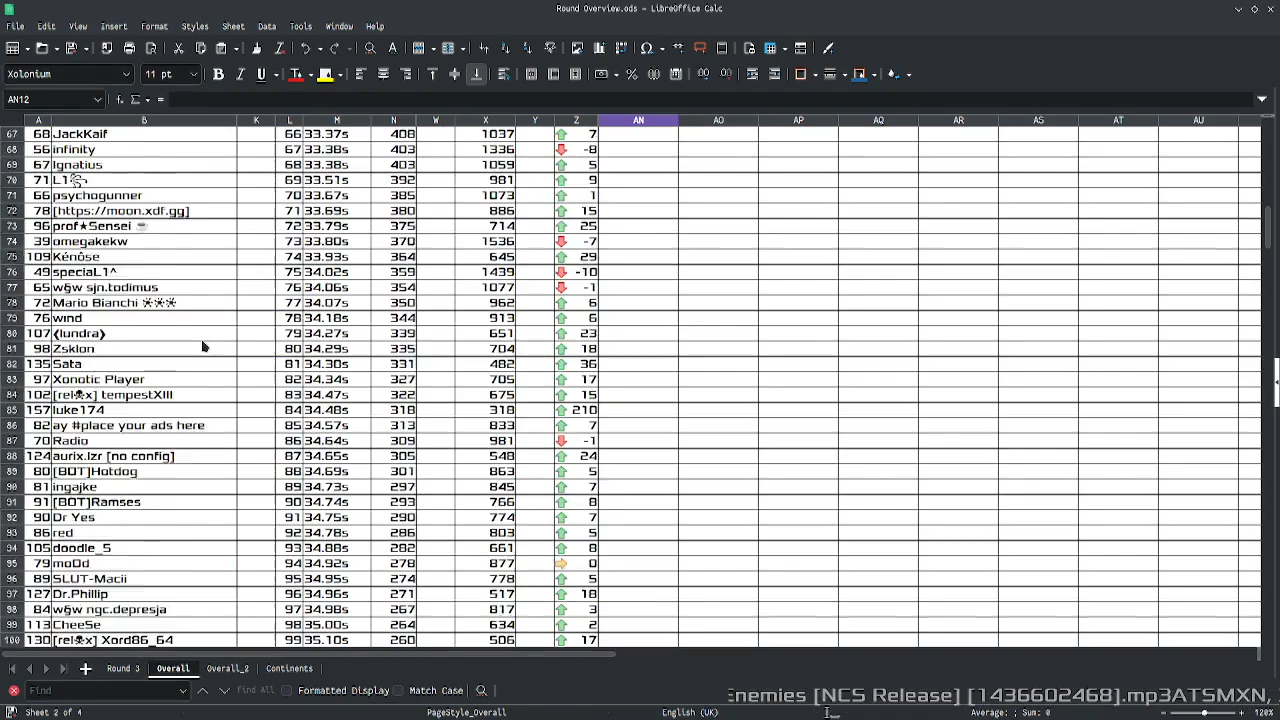 Round Overview.ods — LibreOffice Calc
File Edit View Insert Format Styles Sheet Data Tools Window Help
Xolonium 11 pt
AN12
A B K L M N W X Y Z AN AO AP AQ AR AS AT AU
67 68 JackKaif 66 33.37s 408 1037 7
68 56 infinity 67 33.38s 403 1336 -8
69 67 Ignatius 68 33.38s 403 1059 5
70 71 L1 69 33.51s 392 981 9
71 66 psychogunner 70 33.67s 385 1073 1
72 78 [https://moon.xdf.gg] 71 33.69s 380 886 15
73 96 prof★Sensei ☕ 72 33.79s 375 714 25
74 39 omegakekw 73 33.80s 370 1536 -7
75 109 Kénôse 74 33.93s 364 645 29
76 49 speciaL1^ 75 34.02s 359 1439 -10
77 65 w§w sjn.todimus 76 34.06s 354 1077 -1
78 72 Mario Bianchi 77 34.07s 350 962 6
79 76 wind 78 34.18s 344 913 6
80 107 ❮lundra❯ 79 34.27s 339 651 23
81 98 Zsklon 80 34.29s 335 704 18
82 135 Sata 81 34.30s 331 482 36
83 97 Xonotic Player 82 34.34s 327 705 17
84 102 [rel☠x] tempestXIII 83 34.47s 322 675 15
85 157 luke174 84 34.48s 318 318 210
86 82 ay #place your ads here 85 34.57s 313 833 7
87 70 Radio 86 34.64s 309 981 -1
88 124 aurix.lzr [no config] 87 34.65s 305 548 24
89 80 [BOT]Hotdog 88 34.69s 301 863 5
90 81 ingajke 89 34.73s 297 845 7
91 91 [BOT]Ramses 90 34.74s 293 766 8
92 90 Dr Yes 91 34.75s 290 774 7
93 86 red 92 34.78s 286 803 5
94 105 doodle_5 93 34.88s 282 661 8
95 79 mo0d 94 34.92s 278 877 0
96 89 SLUT-Macii 95 34.95s 274 778 5
97 127 Dr.Phillip 96 34.96s 271 517 18
98 84 w§w ngc.depresja 97 34.98s 267 817 3
99 113 CheeSe 98 35.00s 264 634 2
100 130 [rel☠x] Xord86_64 99 35.10s 260 506 17
Round 3 Overall Overall_2 Continents
Find Find All Formatted Display Match Case
Enemies [NCS Release] [1436602468].mp3ATSMXN,
Sheet 2 of 4 PageStyle_Overall English (UK) Average: ; Sum: 0 120%